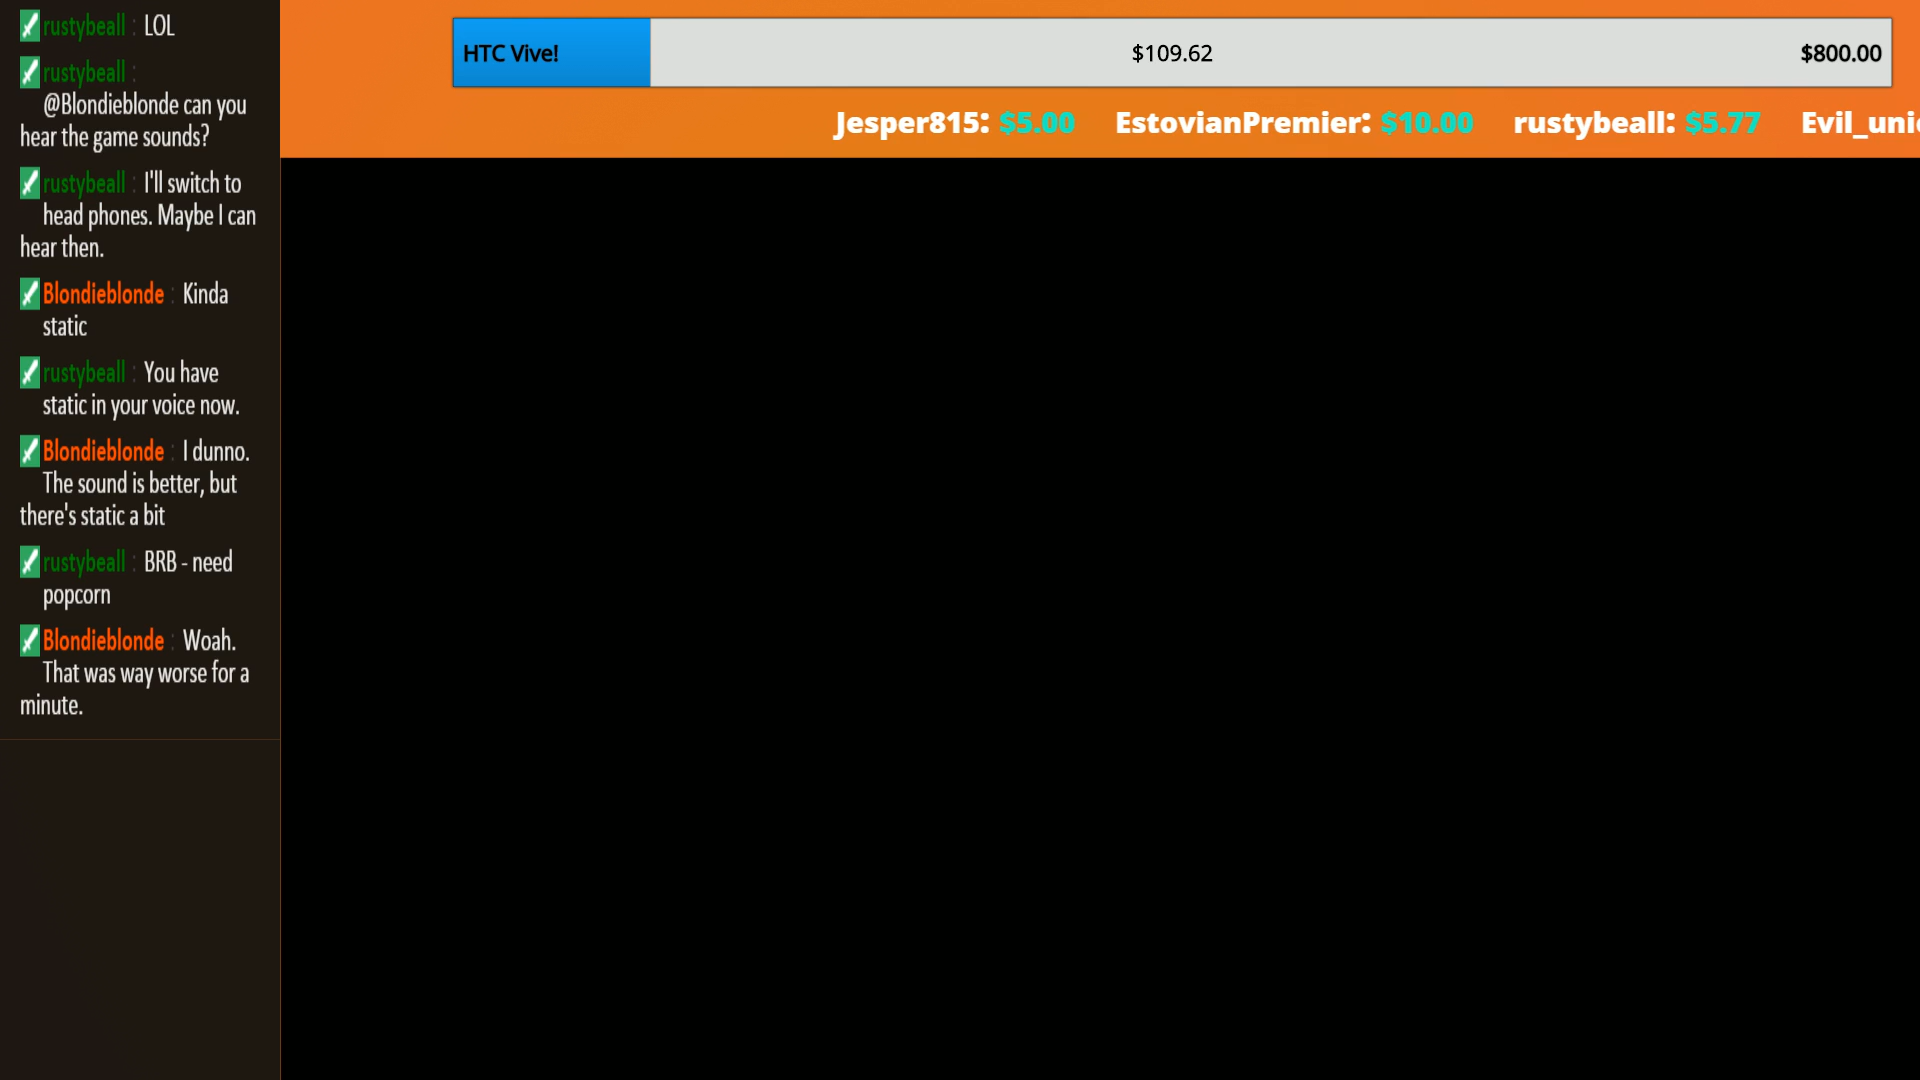 rustybeall : LOL
rustybeall :
@Blondieblonde can you
hear the game sounds?
rustybeall : I'll switch to
head phones. Maybe I can
hear then.
Blondieblonde : Kinda
static
rustybeall : You have
static in your voice now.
Blondieblonde : I dunno.
The sound is better, but
there's static a bit
rustybeall : BRB - need
popcorn
Blondieblonde : Woah.
That was way worse for a
minute.
HTC Vive! $109.62 $800.00
Jesper815: $5.00 EstovianPremier: $10.00 rustybeall: $5.77